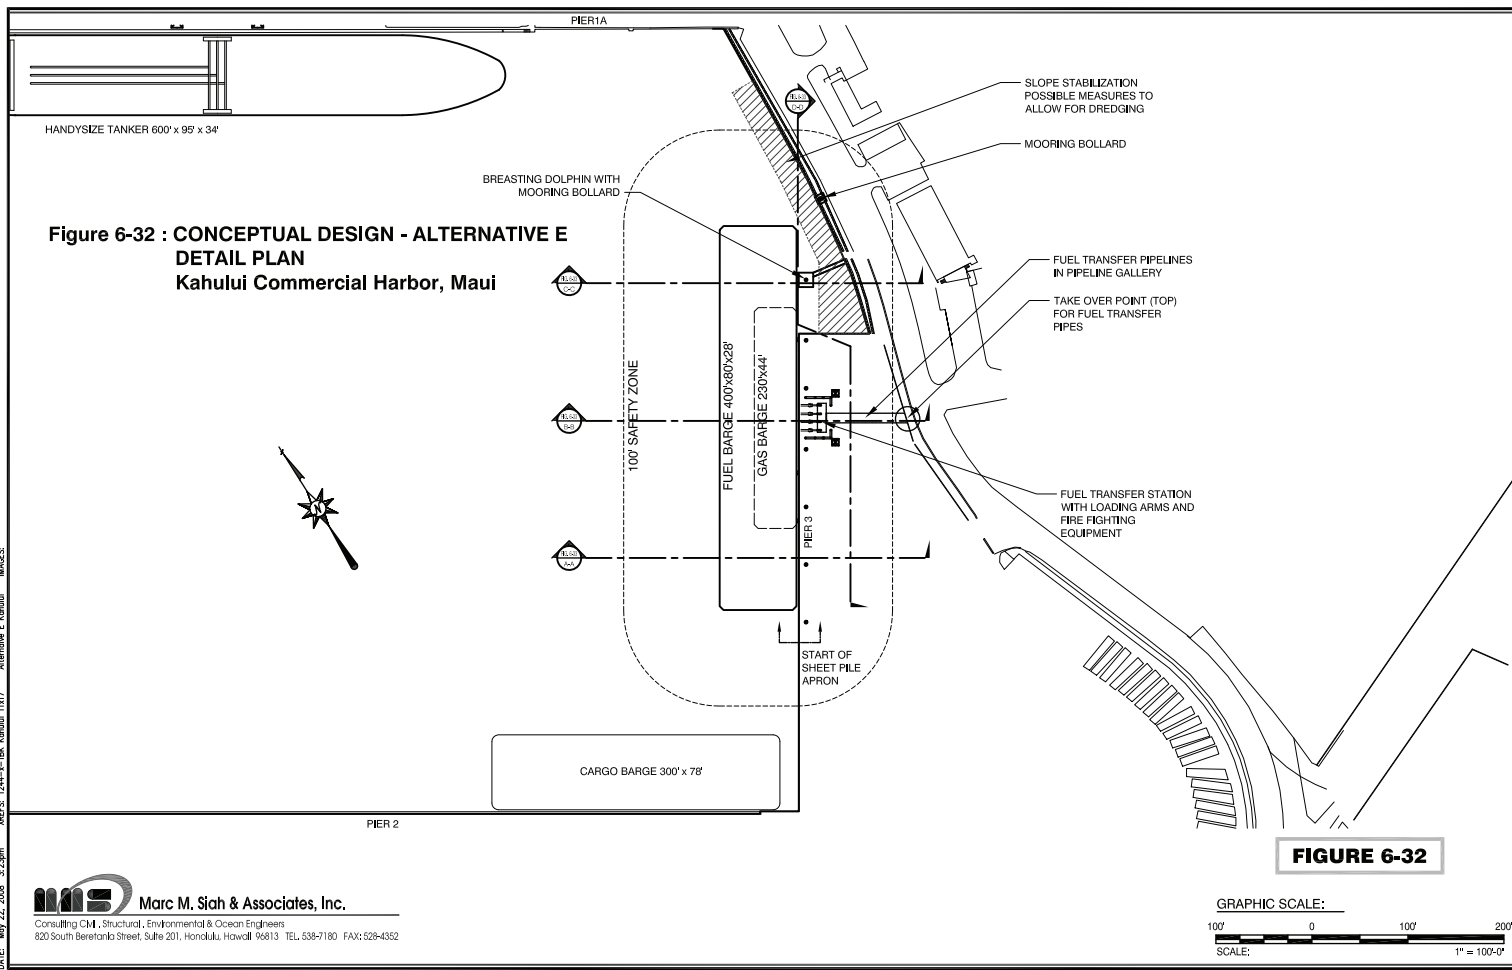 PIER1A
HANDYSIZE TANKER 600' x 95' x 34'
SLOPE STABILIZATION
POSSIBLE MEASURES TO
ALLOW FOR DREDGING
MOORING BOLLARD
BREASTING DOLPHIN WITH
MOORING BOLLARD
Figure 6-32 : CONCEPTUAL DESIGN - ALTERNATIVE E
DETAIL PLAN
Kahului Commercial Harbor, Maui
D-D
C-C
B-B
A-A
FUEL TRANSFER PIPELINES
IN PIPELINE GALLERY
TAKE OVER POINT (TOP)
FOR FUEL TRANSFER
PIPES
100' SAFETY ZONE
FUEL BARGE 400'x80'x28'
GAS BARGE 230'x44'
PIER 3
N
FUEL TRANSFER STATION
WITH LOADING ARMS AND
FIRE FIGHTING
EQUIPMENT
START OF
SHEET PILE
APRON
CARGO BARGE 300' x 78'
PIER 2
FIGURE 6-32
Marc M. Siah & Associates, Inc.
Consulting Civil, Structural, Environmental & Ocean Engineers
820 South Beretania Street, Suite 201, Honolulu, Hawaii 96813 TEL. 538-7180 FAX: 528-4352
GRAPHIC SCALE:
100' 0 100' 200'
SCALE: 1" = 100'-0"
DATE: May 22, 2008 3:23pm